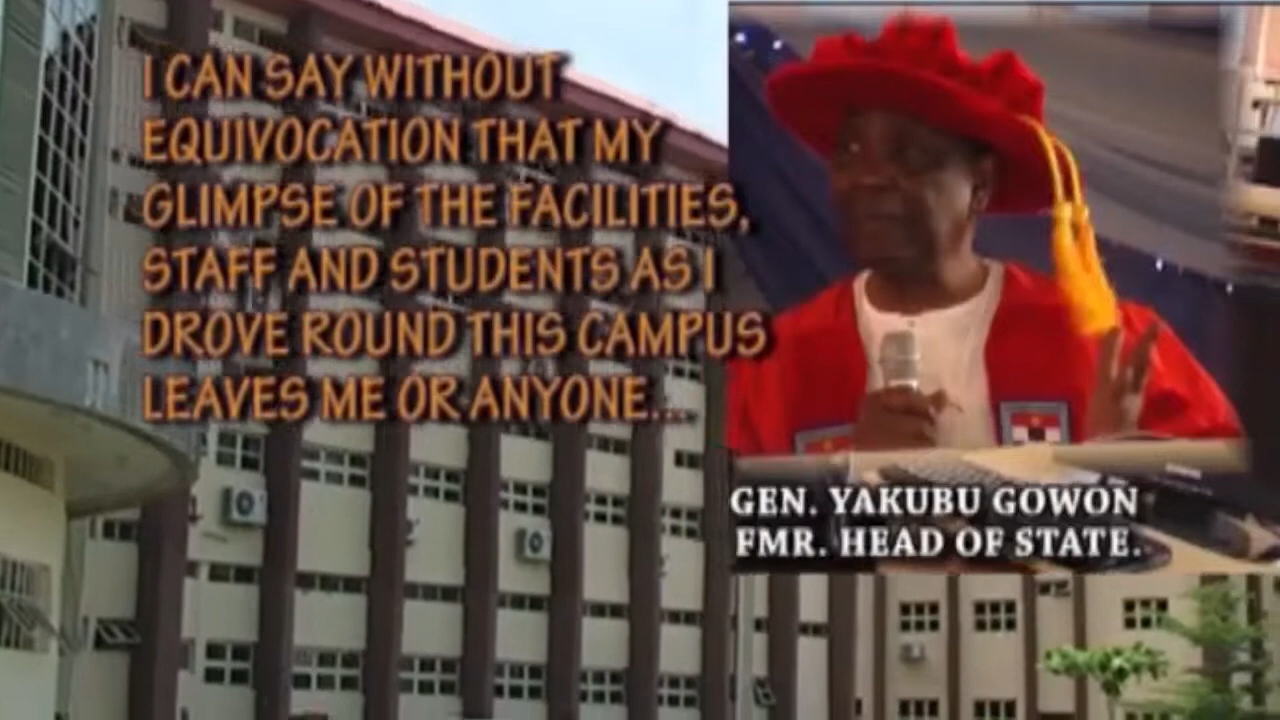 I CAN SAY WITHOUT
EQUIVOCATION THAT MY
GLIMPSE OF THE FACILITIES,
STAFF AND STUDENTS AS I
DROVE ROUND THIS CAMPUS
LEAVES ME OR ANYONE...
GEN. YAKUBU GOWON
FMR. HEAD OF STATE.